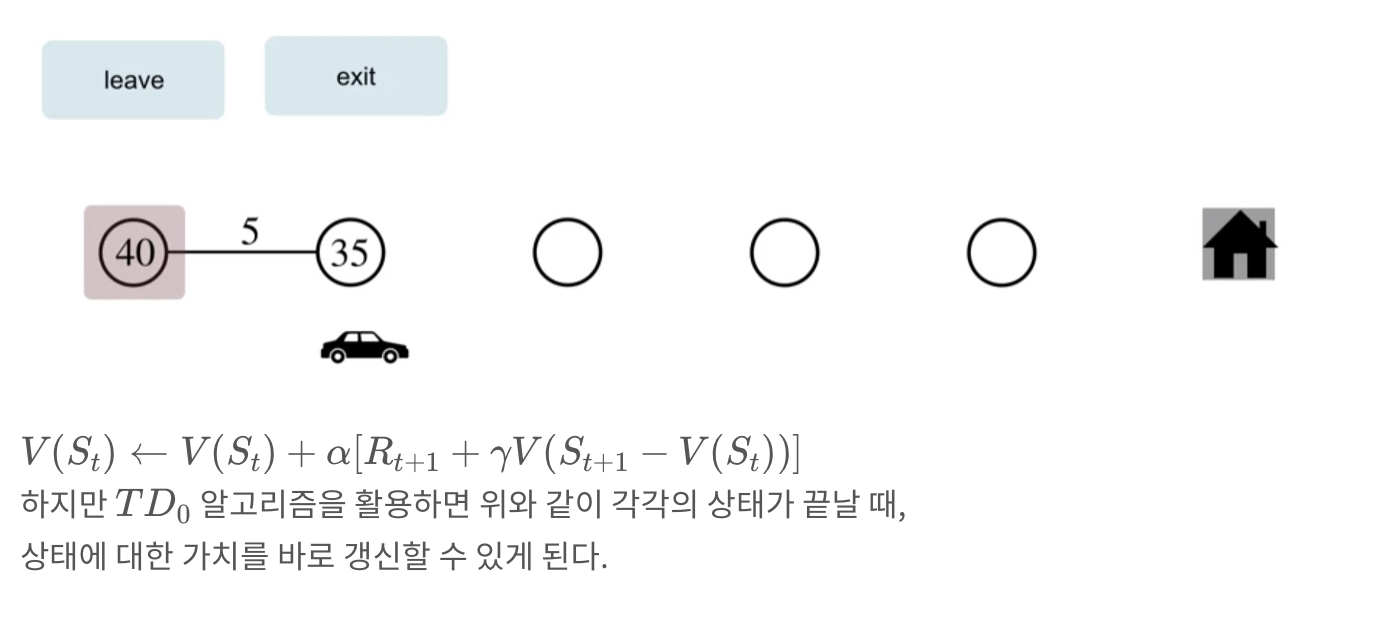 leave
exit
5
40
35
V(S_t) ← V(S_t) + α[R_{t+1} + γV(S_{t+1} − V(S_t))]
하지만 TD_0 알고리즘을 활용하면 위와 같이 각각의 상태가 끝날 때,
상태에 대한 가치를 바로 갱신할 수 있게 된다.